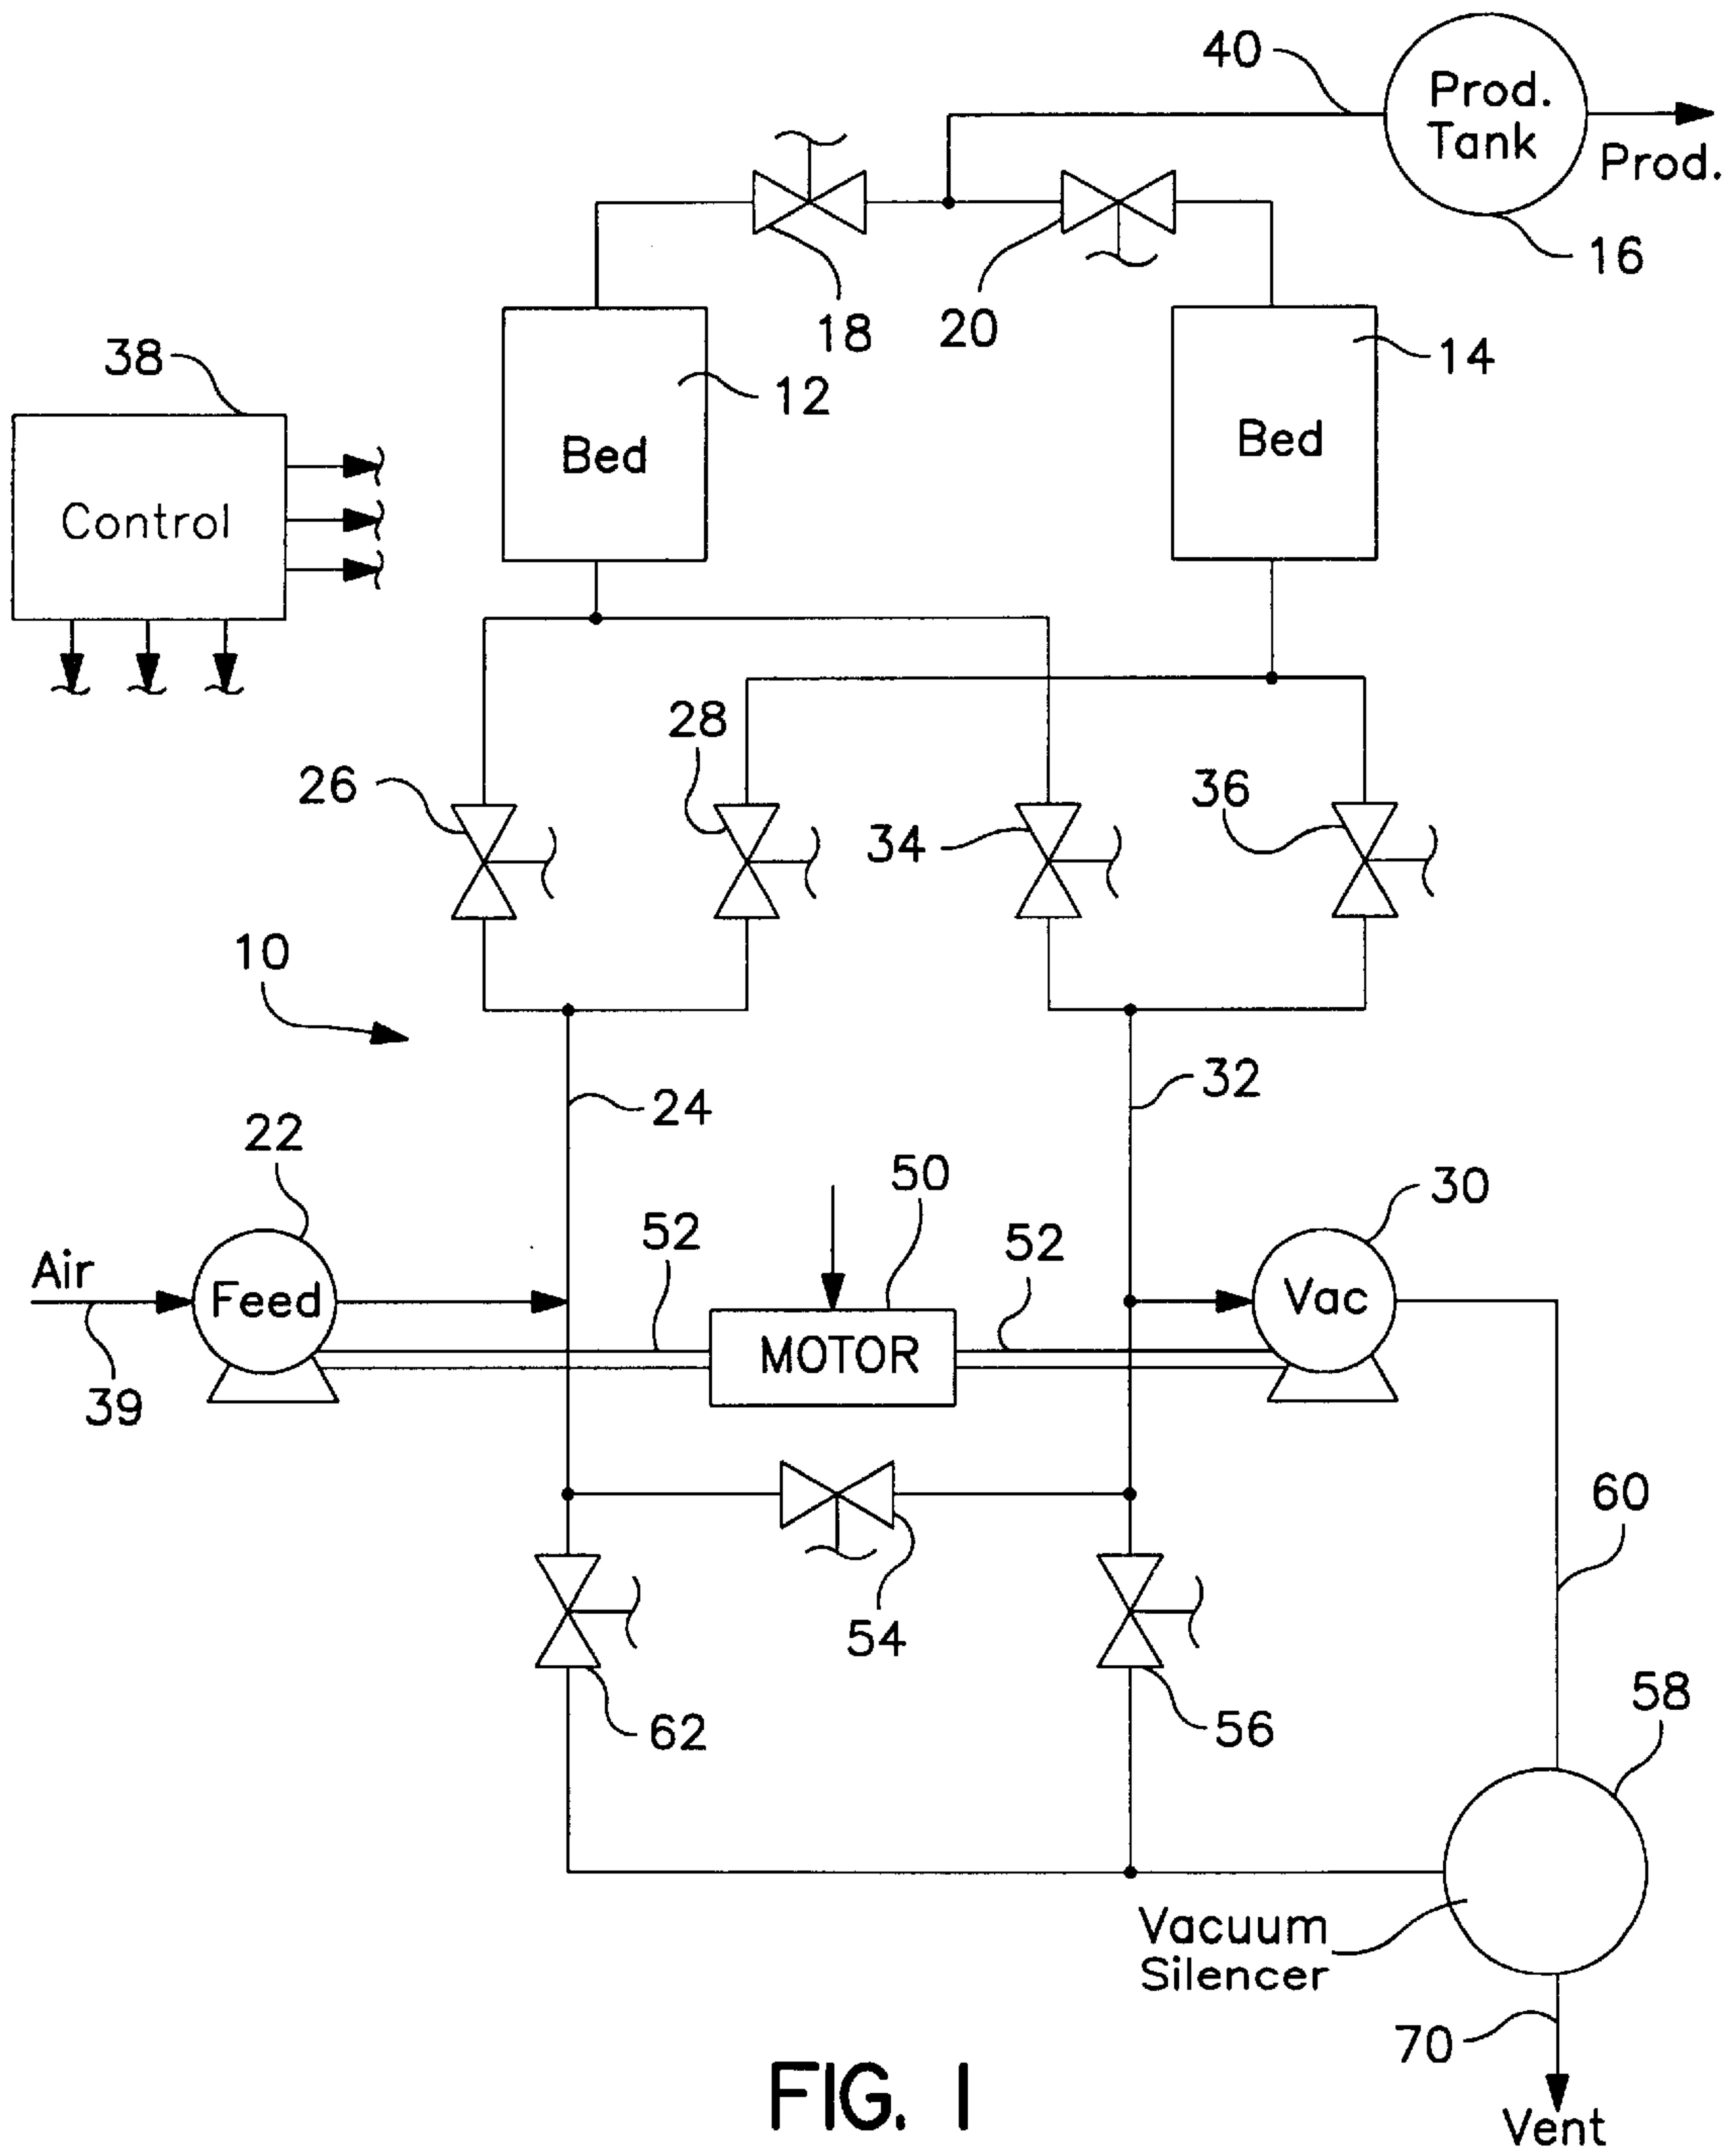 40
Prod.
Tank
Prod.
16
18
20
14
12
38
Bed
Bed
Control
28
26
36
34
10
32
24
22
50
30
52
52
Air
Feed
Vac
MOTOR
39
60
54
58
62
56
Vacuum
Silencer
70
FIG. 1
Vent